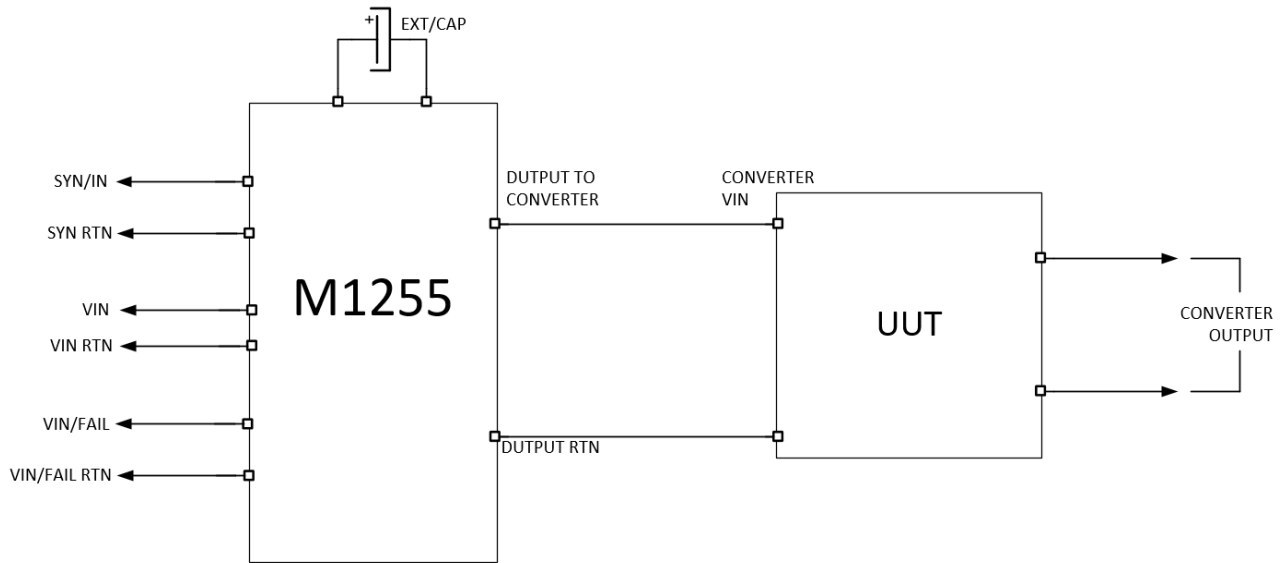 +
EXT/CAP
SYN/IN
SYN RTN
VIN
VIN RTN
VIN/FAIL
VIN/FAIL RTN
M1255
DUTPUT TO
CONVERTER
DUTPUT RTN
CONVERTER
VIN
UUT
CONVERTER
OUTPUT